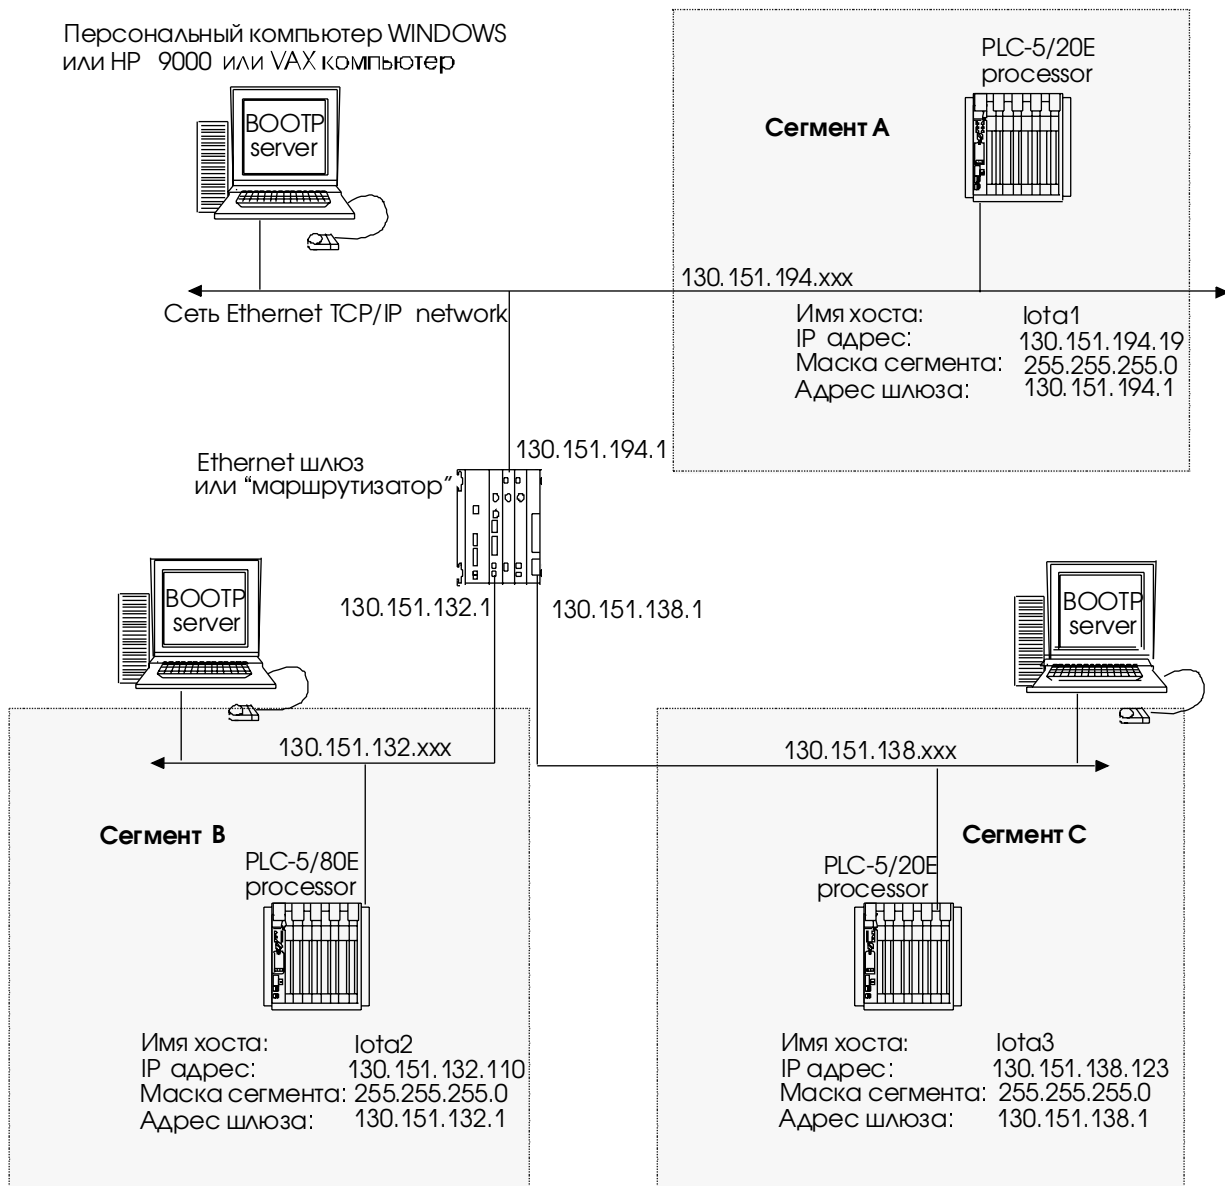 Персональный компьютер WINDOWS
или HP 9000 или VAX компьютер
BOOTP
server
PLC-5/20E
processor
Сегмент A
130.151.194.xxx
Сеть Ethernet TCP/IP network
Имя хоста: Iota1
IP адрес: 130.151.194.19
Маска сегмента: 255.255.255.0
Адрес шлюза: 130.151.194.1
130.151.194.1
Ethernet шлюз
или “маршрутизатор”
130.151.132.1
130.151.138.1
BOOTP
server
BOOTP
server
130.151.132.xxx
130.151.138.xxx
Сегмент B
PLC-5/80E
processor
Имя хоста: Iota2
IP адрес: 130.151.132.110
Маска сегмента: 255.255.255.0
Адрес шлюза: 130.151.132.1
Сегмент C
PLC-5/20E
processor
Имя хоста: Iota3
IP адрес: 130.151.138.123
Маска сегмента: 255.255.255.0
Адрес шлюза: 130.151.138.1